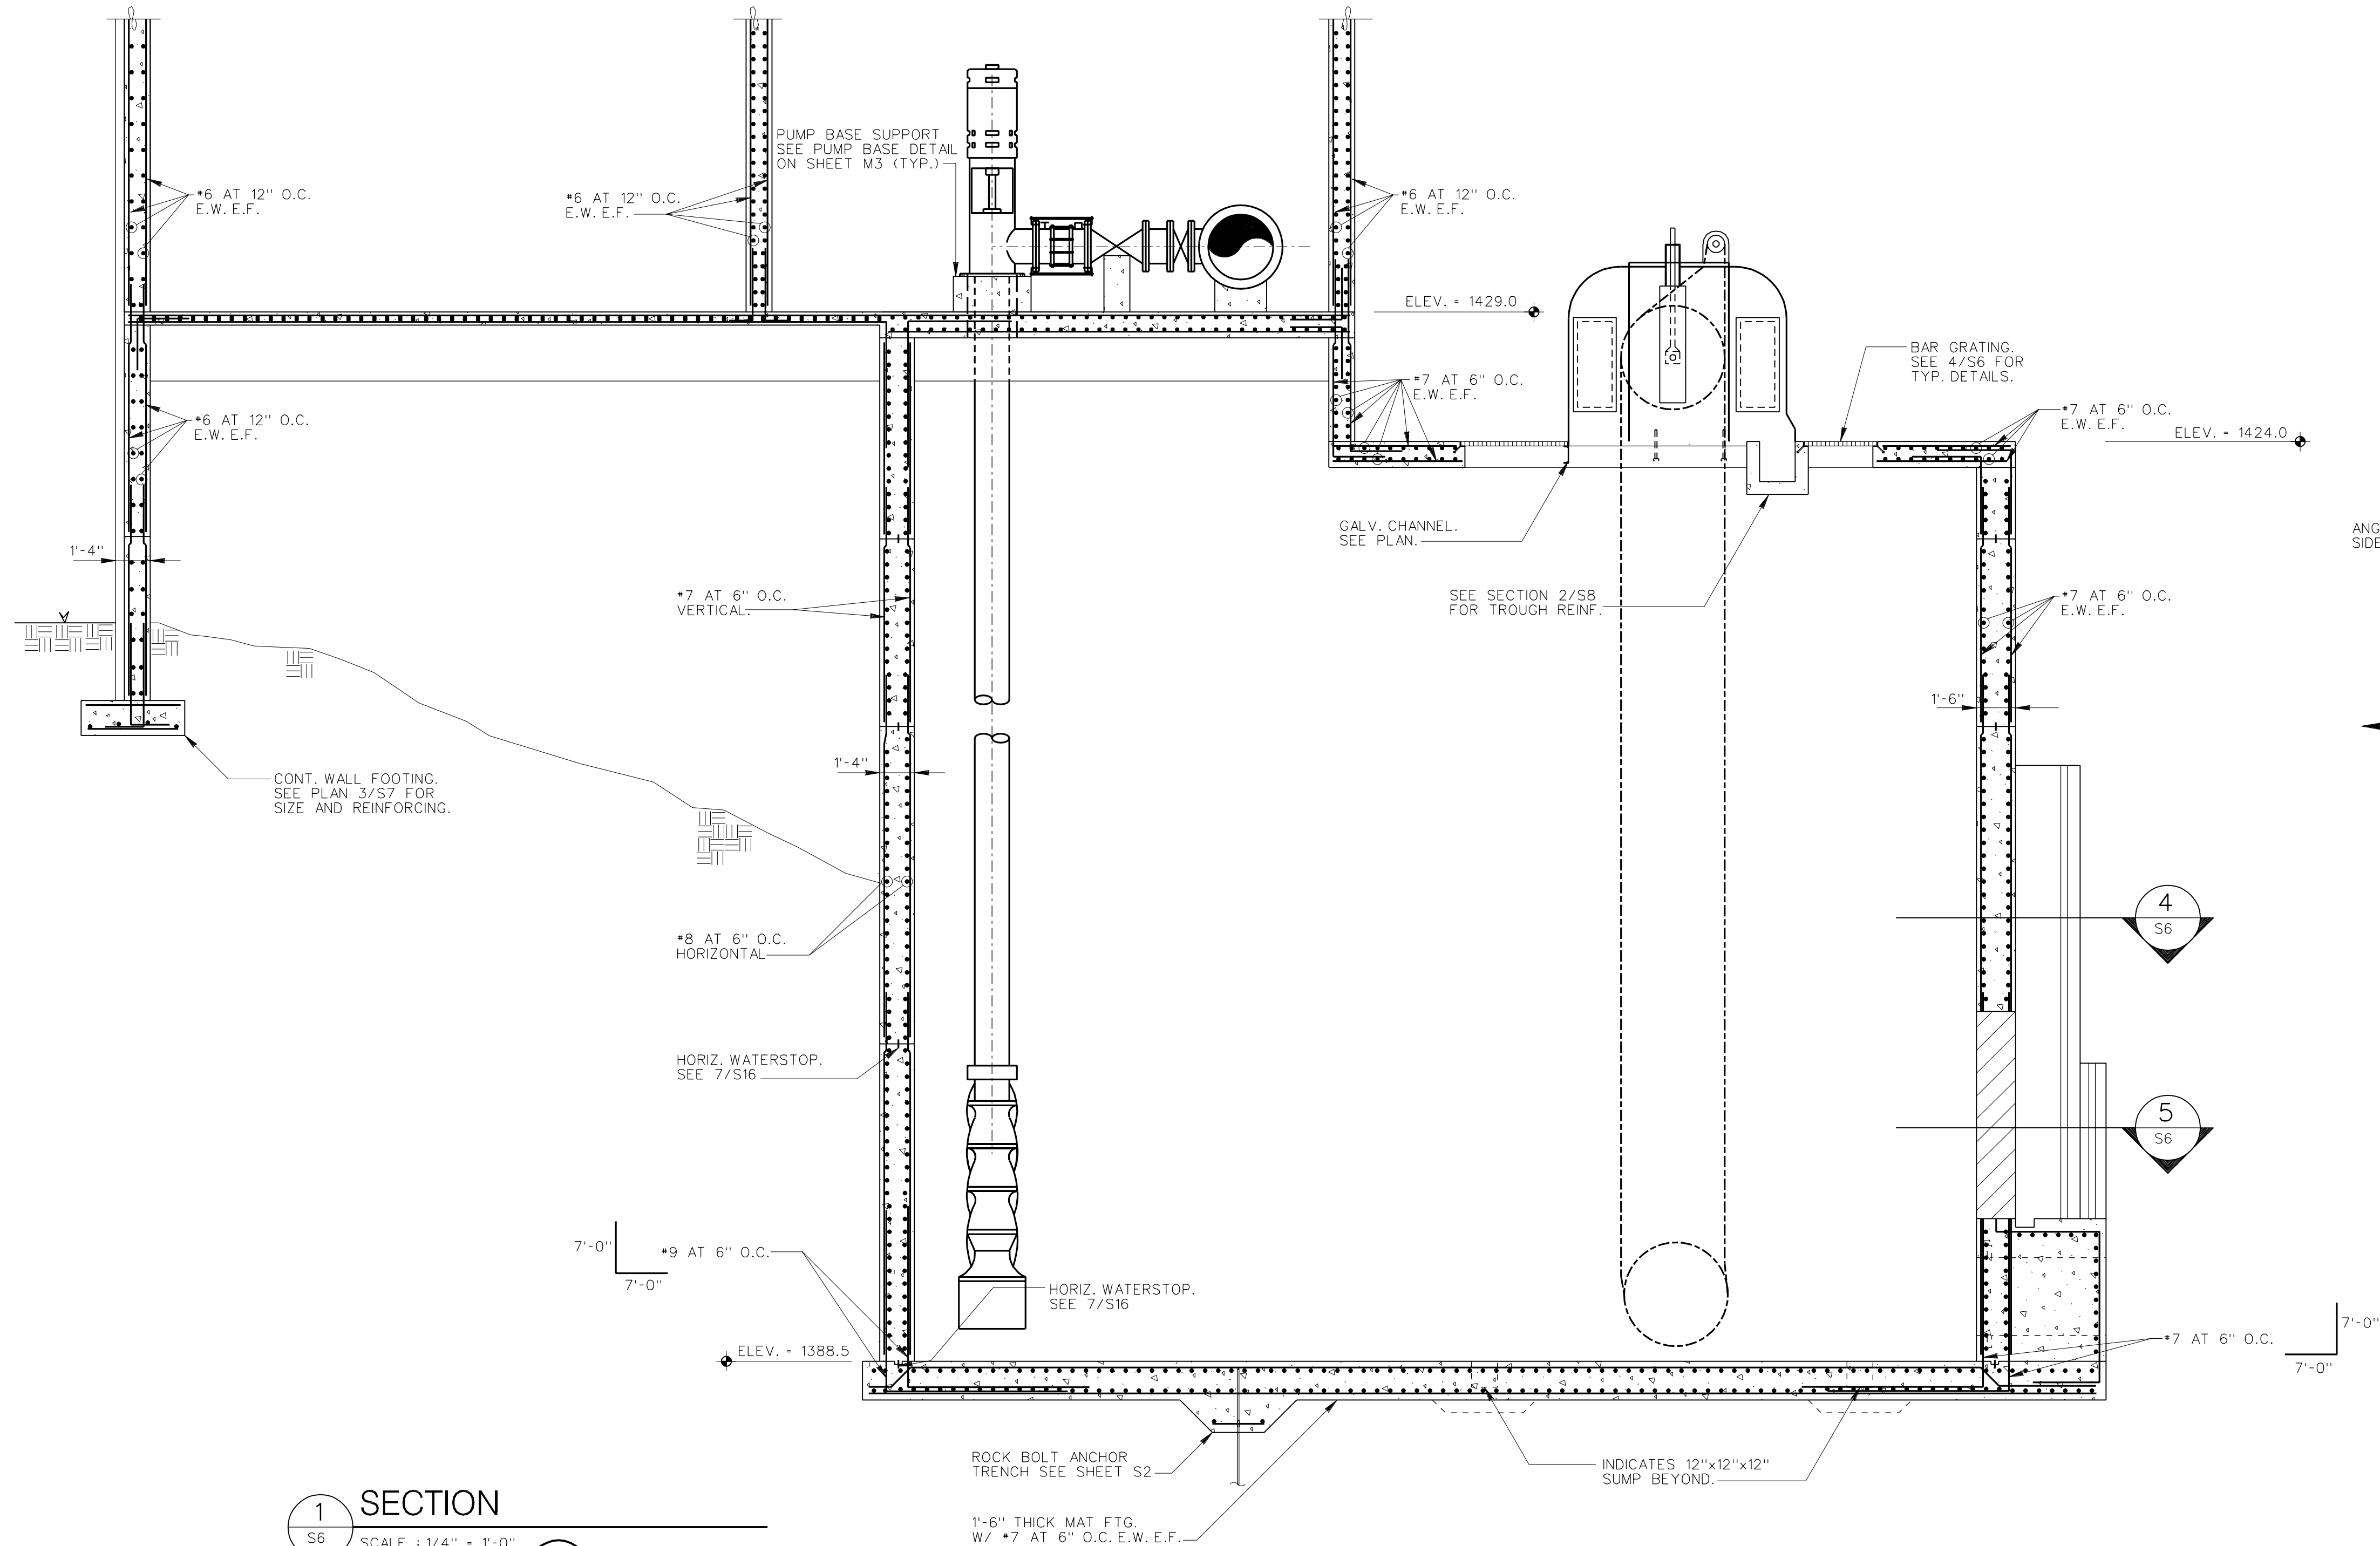 PUMP BASE SUPPORT
SEE PUMP BASE DETAIL
ON SHEET M3 (TYP.)
#6 AT 12" O.C.
E.W. E.F.
#6 AT 12" O.C.
E.W. E.F.
#6 AT 12" O.C.
E.W. E.F.
ELEV. = 1429.0
BAR GRATING.
SEE 4/S6 FOR
TYP. DETAILS.
#7 AT 6" O.C.
E.W. E.F.
#7 AT 6" O.C.
E.W. E.F.
ELEV. = 1424.0
#6 AT 12" O.C.
E.W. E.F.
GALV. CHANNEL.
SEE PLAN.
ANG
SIDE
1'-4"
#7 AT 6" O.C.
VERTICAL.
SEE SECTION 2/S8
FOR TROUGH REINF.
#7 AT 6" O.C.
E.W. E.F.
1'-6"
1'-4"
CONT. WALL FOOTING.
SEE PLAN 3/S7 FOR
SIZE AND REINFORCING.
4
S6
#8 AT 6" O.C.
HORIZONTAL
HORIZ. WATERSTOP.
SEE 7/S16
5
S6
7'-0"
7'-0"
#9 AT 6" O.C.
HORIZ. WATERSTOP.
SEE 7/S16
7'-0"
7'-0"
#7 AT 6" O.C.
ELEV. = 1388.5
ROCK BOLT ANCHOR
TRENCH SEE SHEET S2
INDICATES 12"x12"x12"
SUMP BEYOND.
1'-6" THICK MAT FTG.
W/ #7 AT 6" O.C. E.W. E.F.
1
S6
SECTION
SCALE : 1/4" = 1'-0"